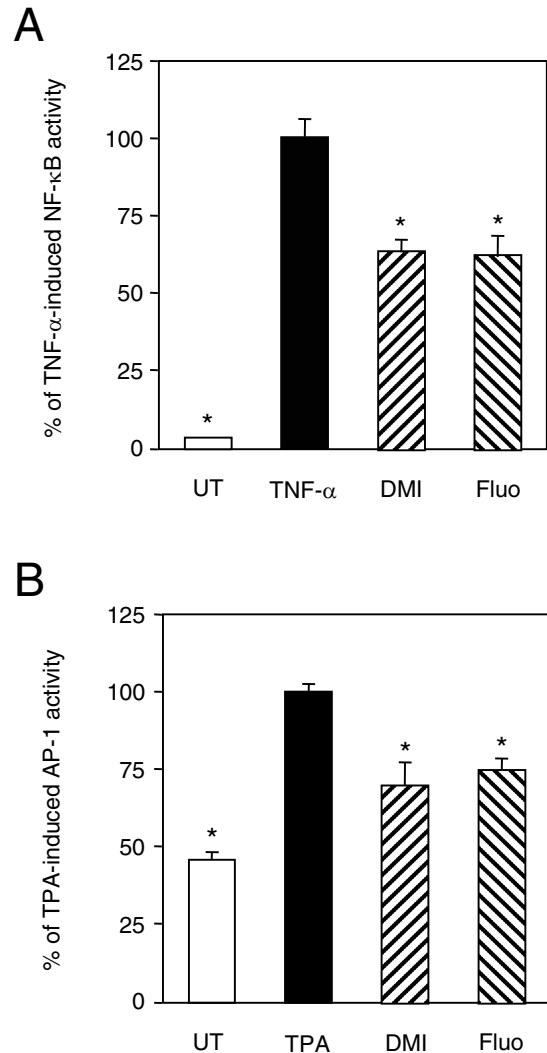 A
% of TNF-α-induced NF-κB activity
125
100
75
50
25
0
*
*
*
UT
TNF-α
DMI
Fluo
B
% of TPA-induced AP-1 activity
125
100
75
50
25
0
*
*
*
UT
TPA
DMI
Fluo